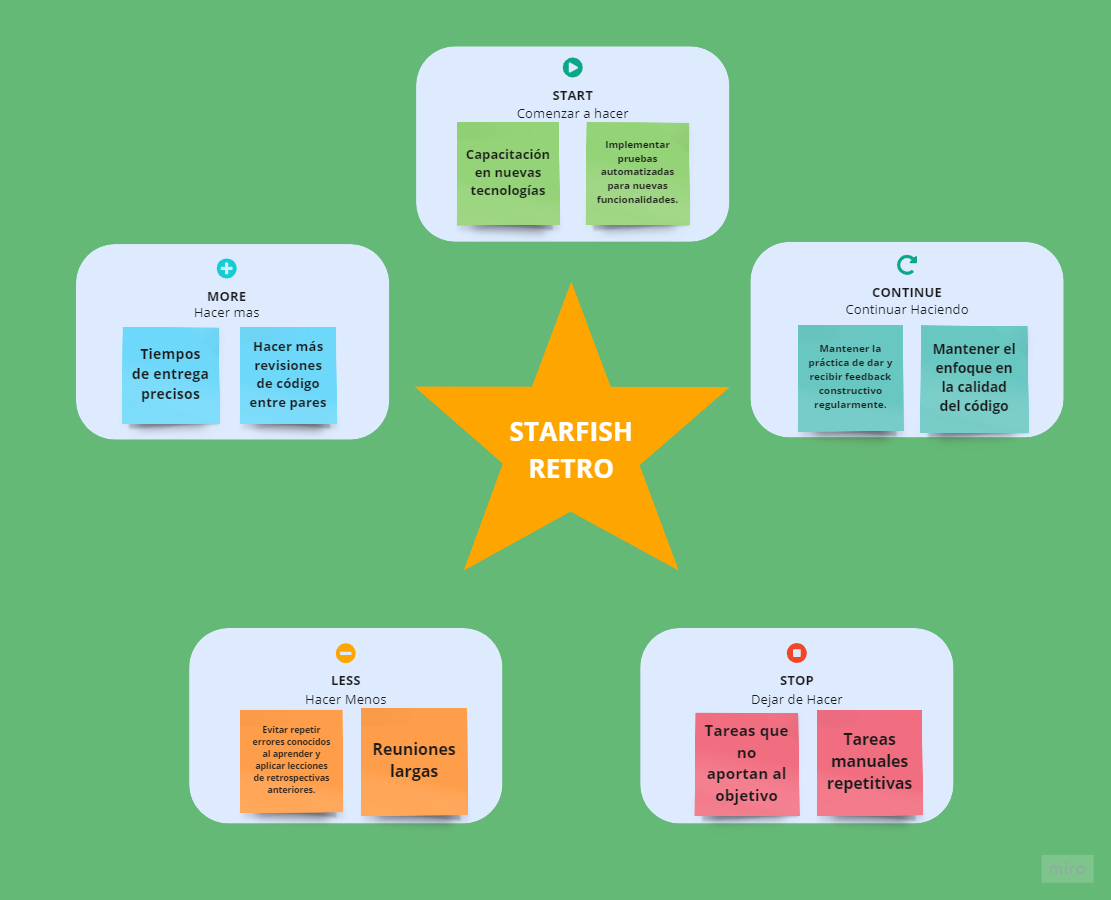 START
Comenzar a hacer
Capacitación
en nuevas
tecnologías
Implementar
pruebas
automatizadas
para nuevas
funcionalidades.
MORE
Hacer mas
Tiempos
de entrega
precisos
Hacer más
revisiones
de código
entre pares
CONTINUE
Continuar Haciendo
Mantener la
práctica de dar y
recibir feedback
constructivo
regularmente.
Mantener el
enfoque en
la calidad
del código
STARFISH
RETRO
LESS
Hacer Menos
Evitar repetir
errores conocidos
al aprender y
aplicar lecciones
de retrospectivas
anteriores.
Reuniones
largas
STOP
Dejar de Hacer
Tareas que
no
aportan al
objetivo
Tareas
manuales
repetitivas
miro